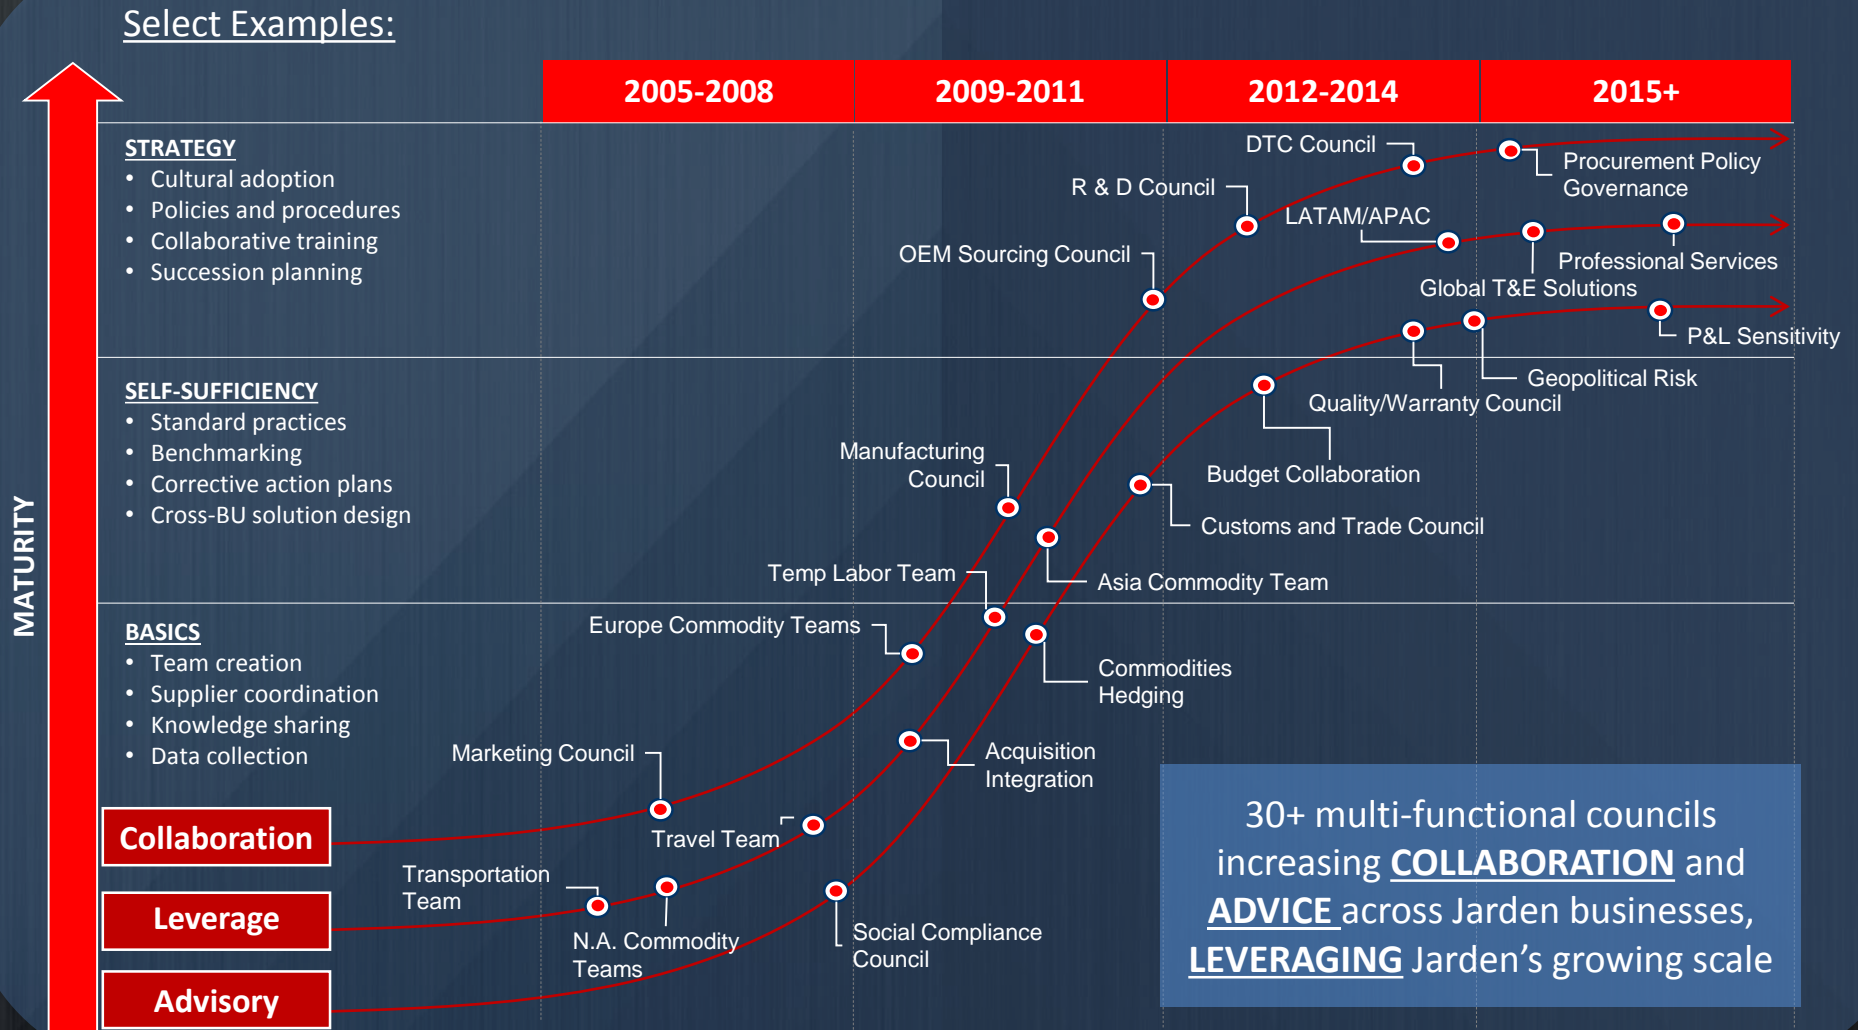 Select Examples:
2005-2008
2009-2011
2012-2014
2015+
MATURITY
STRATEGY
• Cultural adoption
• Policies and procedures
• Collaborative training
• Succession planning
SELF-SUFFICIENCY
• Standard practices
• Benchmarking
• Corrective action plans
• Cross-BU solution design
BASICS
• Team creation
• Supplier coordination
• Knowledge sharing
• Data collection
Collaboration
Leverage
Advisory
DTC Council
Procurement Policy
Governance
R & D Council
LATAM/APAC
OEM Sourcing Council
Professional Services
Global T&E Solutions
P&L Sensitivity
Geopolitical Risk
Quality/Warranty Council
Manufacturing
Council
Budget Collaboration
Customs and Trade Council
Temp Labor Team
Asia Commodity Team
Europe Commodity Teams
Commodities
Hedging
Marketing Council
Acquisition
Integration
Travel Team
Transportation
Team
N.A. Commodity
Teams
Social Compliance
Council
30+ multi-functional councils
increasing COLLABORATION and
ADVICE across Jarden businesses,
LEVERAGING Jarden’s growing scale